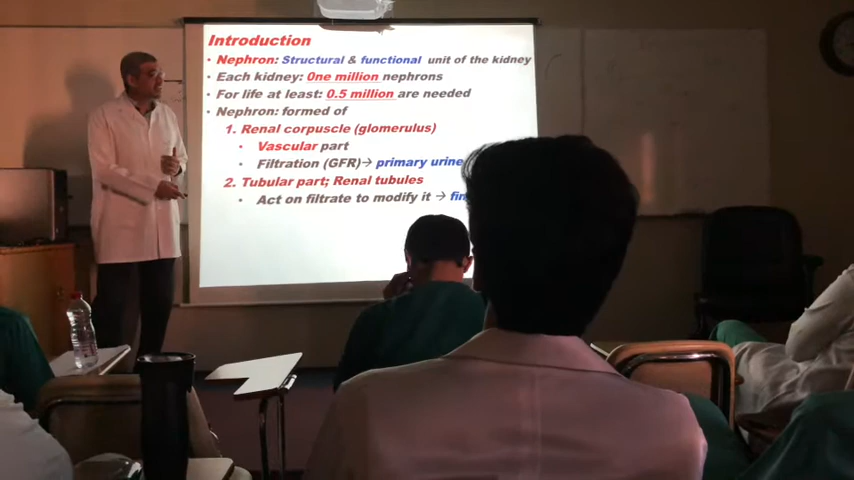 Introduction
• Nephron: Structural & functional unit of the kidney
• Each kidney: One million nephrons
• For life at least: 0.5 million are needed
• Nephron: formed of
1. Renal corpuscle (glomerulus)
• Vascular part
• Filtration (GFR)→ primary urine
2. Tubular part; Renal tubules
• Act on filtrate to modify it →